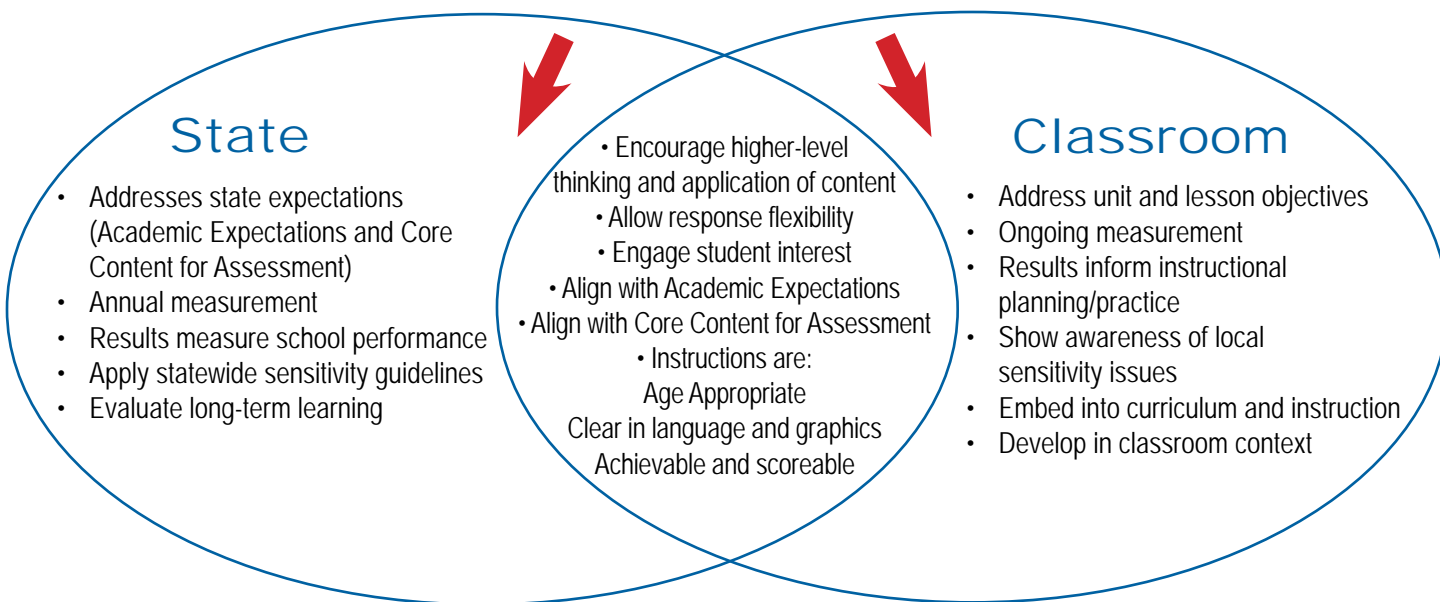 State
• Addresses state expectations
(Academic Expectations and Core
Content for Assessment)
• Annual measurement
• Results measure school performance
• Apply statewide sensitivity guidelines
• Evaluate long-term learning
• Encourage higher-level
thinking and application of content
• Allow response flexibility
• Engage student interest
• Align with Academic Expectations
• Align with Core Content for Assessment
• Instructions are:
Age Appropriate
Clear in language and graphics
Achievable and scoreable
Classroom
• Address unit and lesson objectives
• Ongoing measurement
• Results inform instructional
planning/practice
• Show awareness of local
sensitivity issues
• Embed into curriculum and instruction
• Develop in classroom context